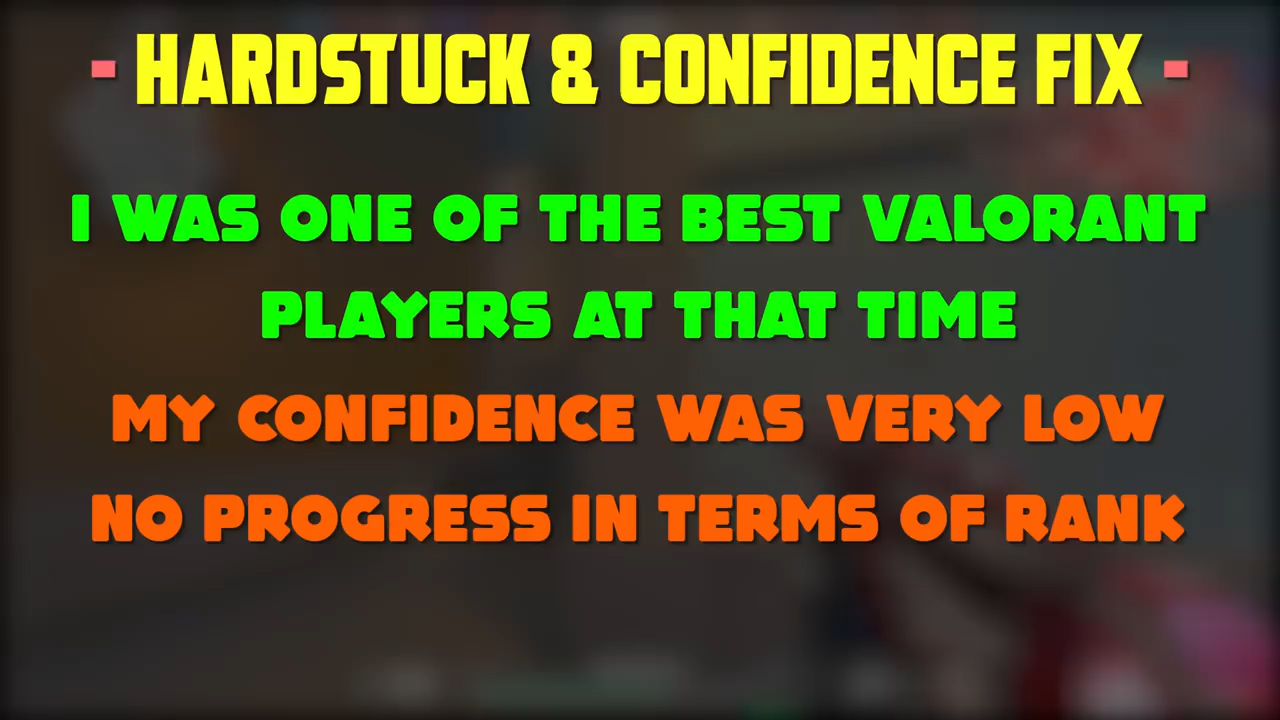 - HARDSTUCK & CONFIDENCE FIX -
I WAS ONE OF THE BEST VALORANT
PLAYERS AT THAT TIME
MY CONFIDENCE WAS VERY LOW
NO PROGRESS IN TERMS OF RANK